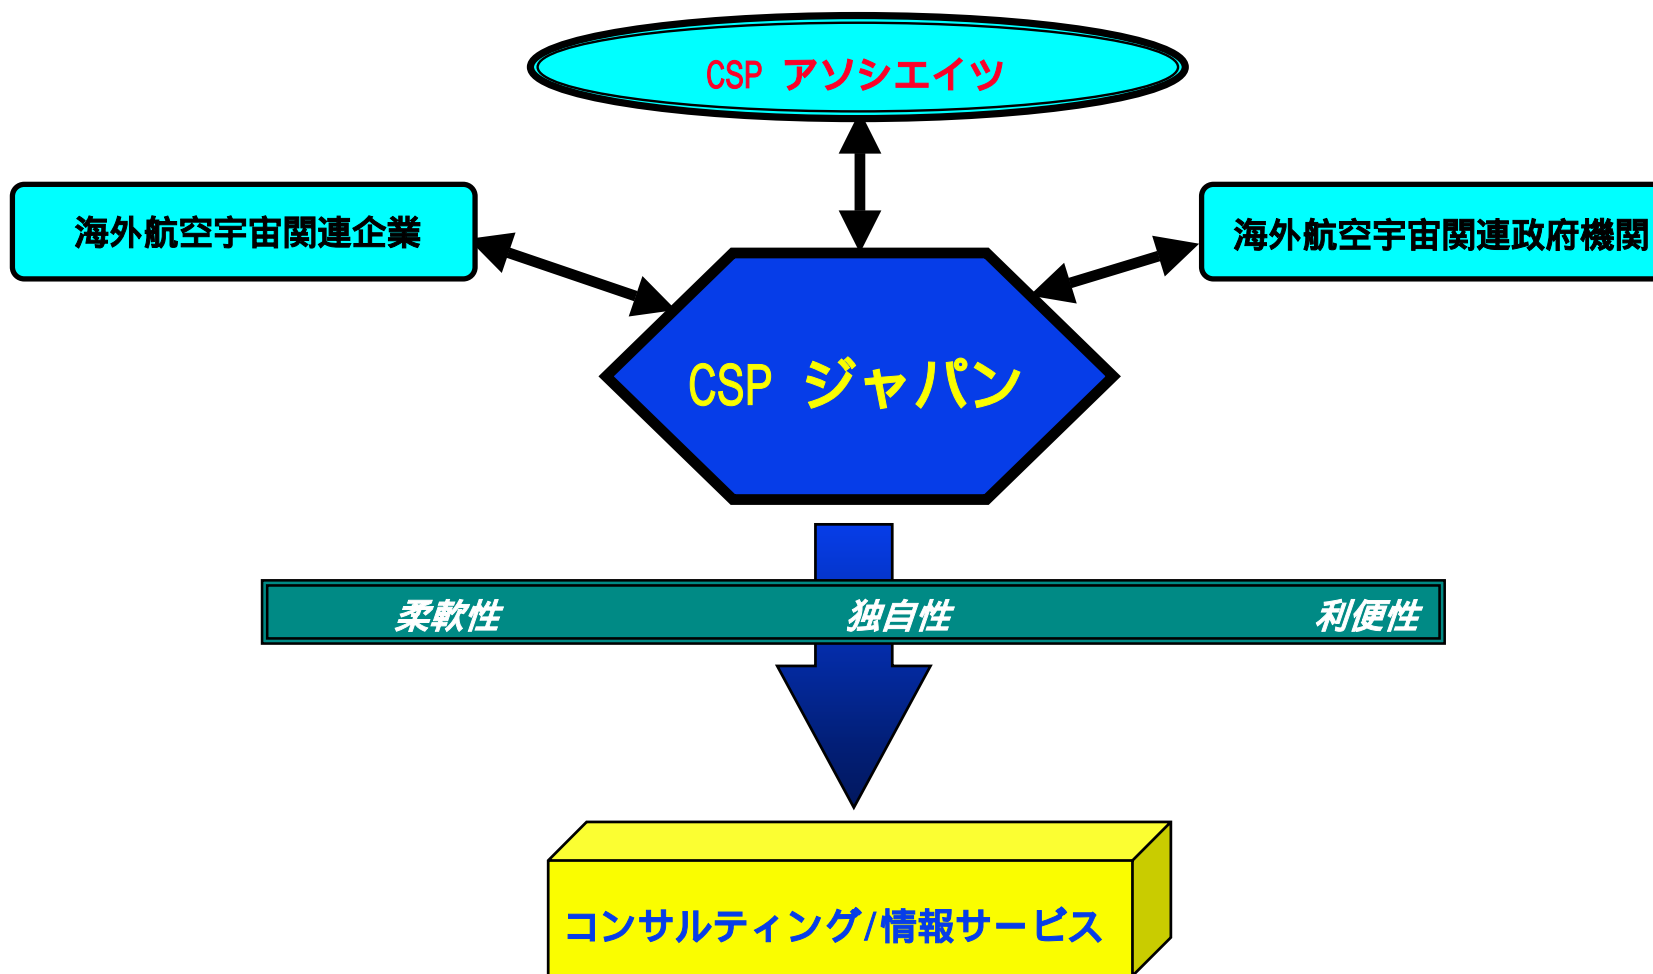 CSP アソシエイツ
海外航空宇宙関連企業
海外航空宇宙関連政府機関
CSP ジャパン
柔軟性 独自性 利便性
コンサルティング/情報サービス